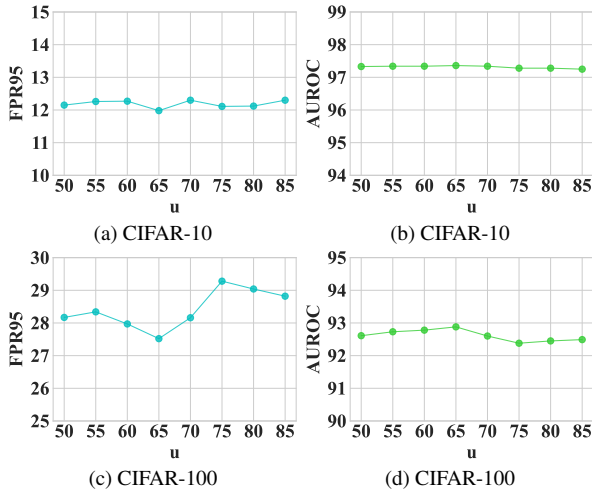 15
14
13
12
11
10
FPR95
50 55 60 65 70 75 80 85
u
(a) CIFAR-10
99
98
97
96
95
94
AUROC
50 55 60 65 70 75 80 85
u
(b) CIFAR-10
30
29
28
27
26
25
FPR95
50 55 60 65 70 75 80 85
u
(c) CIFAR-100
95
94
93
92
91
90
AUROC
50 55 60 65 70 75 80 85
u
(d) CIFAR-100